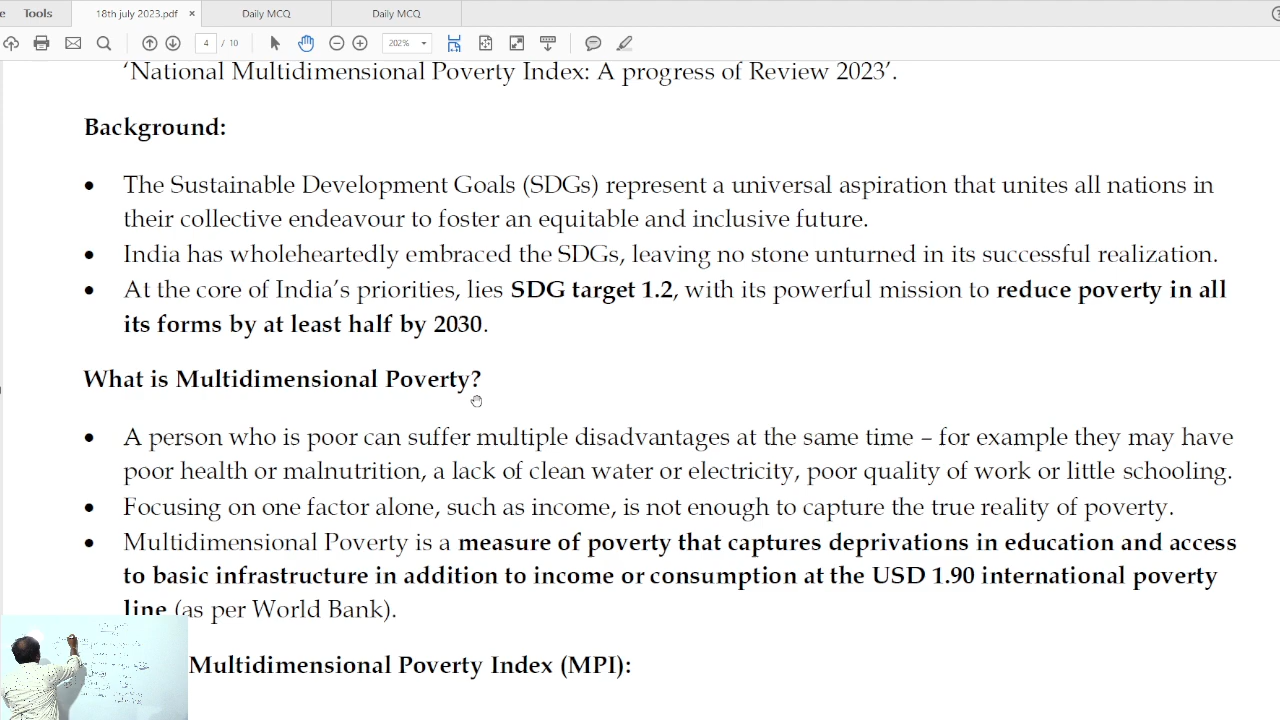 e Tools 18th july 2023.pdf × Daily MCQ Daily MCQ
4 / 10 202%
‘National Multidimensional Poverty Index: A progress of Review 2023’.
Background:
• The Sustainable Development Goals (SDGs) represent a universal aspiration that unites all nations in
their collective endeavour to foster an equitable and inclusive future.
• India has wholeheartedly embraced the SDGs, leaving no stone unturned in its successful realization.
• At the core of India’s priorities, lies SDG target 1.2, with its powerful mission to reduce poverty in all
its forms by at least half by 2030.
What is Multidimensional Poverty?
• A person who is poor can suffer multiple disadvantages at the same time – for example they may have
poor health or malnutrition, a lack of clean water or electricity, poor quality of work or little schooling.
• Focusing on one factor alone, such as income, is not enough to capture the true reality of poverty.
• Multidimensional Poverty is a measure of poverty that captures deprivations in education and access
to basic infrastructure in addition to income or consumption at the USD 1.90 international poverty
line (as per World Bank).
Multidimensional Poverty Index (MPI):